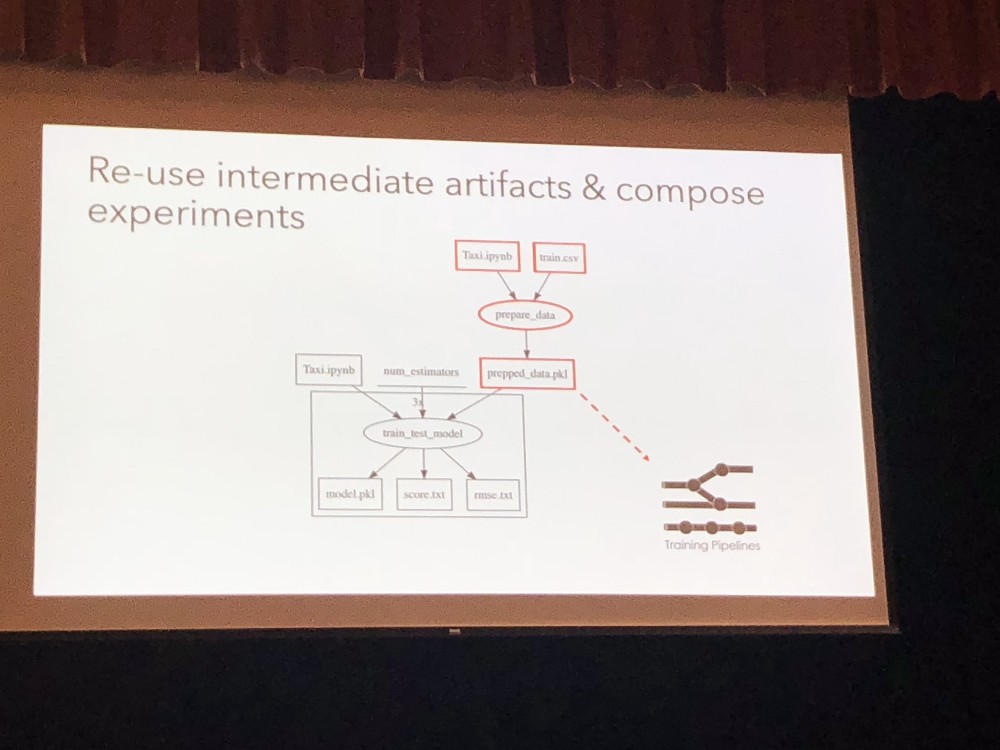 Re-use intermediate artifacts & compose
experiments
Taxi.ipynb
train.csv
prepare_data
Taxi.ipynb
num_estimators
prepped_data.pkl
3x
train_test_model
model.pkl
score.txt
rmse.txt
Training Pipelines